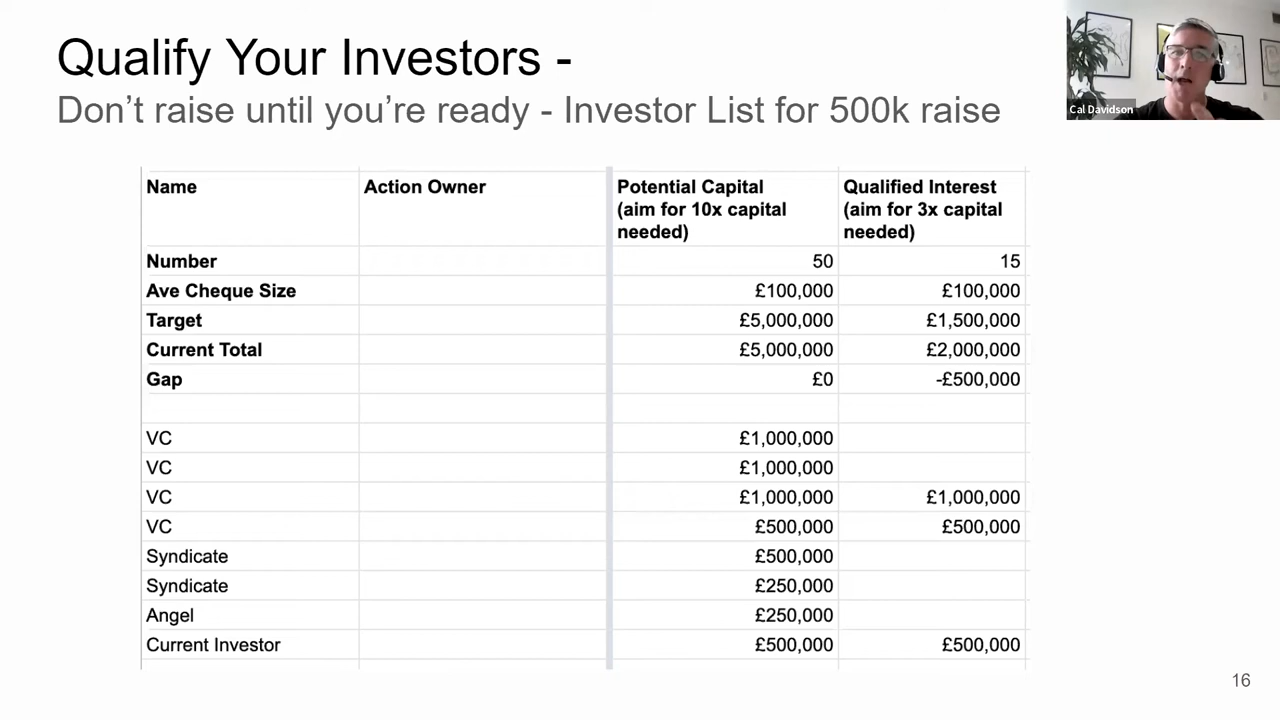 Qualify Your Investors -
Don't raise until you're ready - Investor List for 500k raise
Cal Davidson
Name Action Owner Potential Capital (aim for 10x capital needed) Qualified Interest (aim for 3x capital needed)
Number 50 15
Ave Cheque Size £100,000 £100,000
Target £5,000,000 £1,500,000
Current Total £5,000,000 £2,000,000
Gap £0 -£500,000
VC £1,000,000
VC £1,000,000
VC £1,000,000 £1,000,000
VC £500,000 £500,000
Syndicate £500,000
Syndicate £250,000
Angel £250,000
Current Investor £500,000 £500,000
16